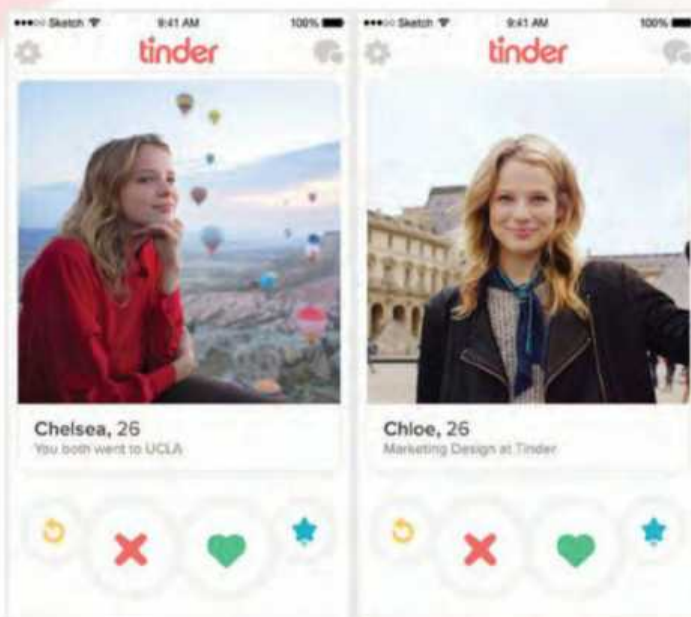 Sketch 9:41 AM 100%
tinder
Chelsea, 26
You both went to UCLA
Sketch 9:41 AM 100%
tinder
Chloe, 26
Marketing Design at Tinder